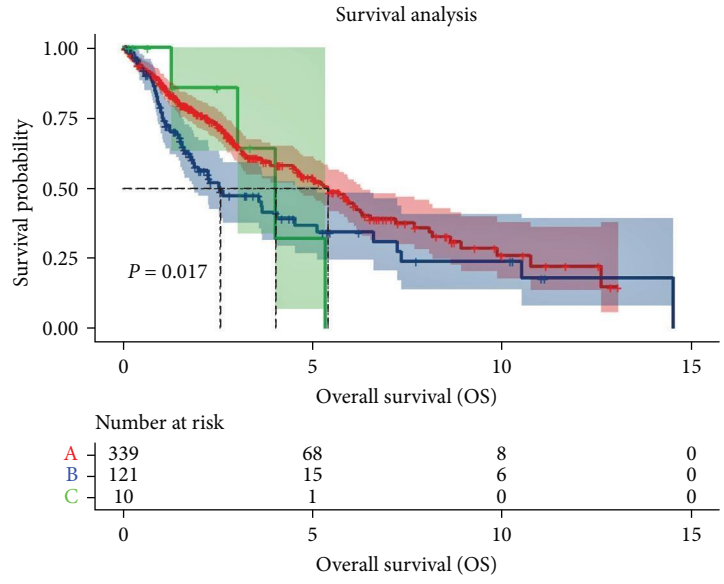 Survival analysis
Survival probability
1.00
0.75
0.50
0.25
0.00
P = 0.017
0 5 10 15
Overall survival (OS)
Number at risk
A 339 68 8 0
B 121 15 6 0
C 10 1 0 0
0 5 10 15
Overall survival (OS)